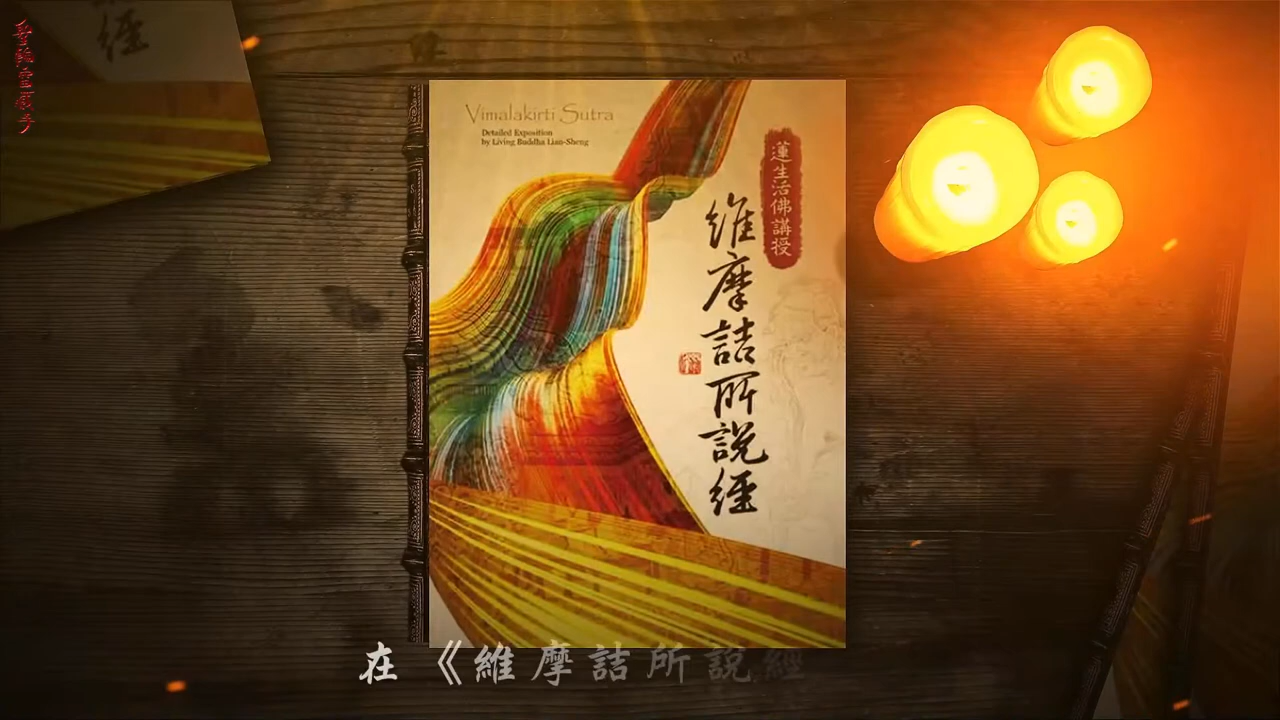 Vimalakirti Sutra
Detailed Exposition
by Living Buddha Lian-Sheng
蓮生活佛講授
維摩詰所說經
經
在《維摩詰所說經